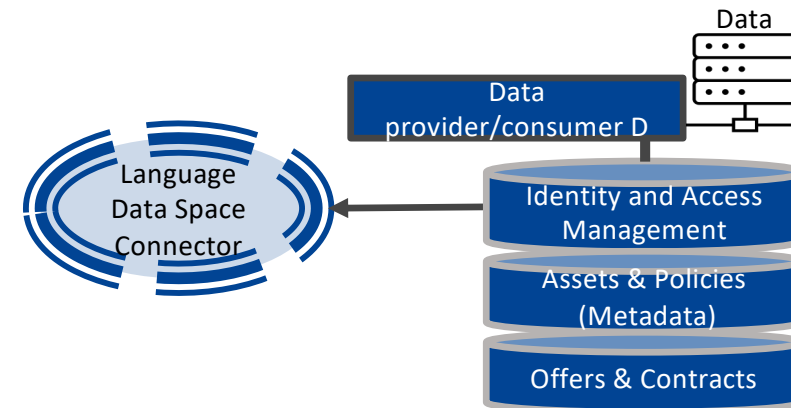 Data
Data
provider/consumer D
Language
Data Space
Connector
Identity and Access
Management
Assets & Policies
(Metadata)
Offers & Contracts